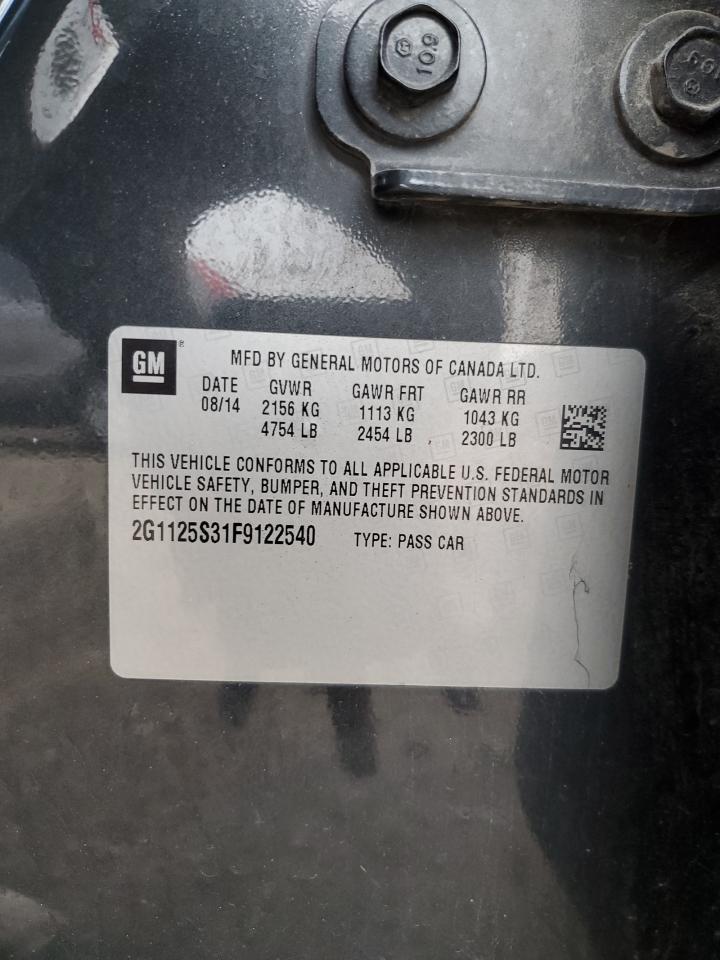 10.9
GM ®
MFD BY GENERAL MOTORS OF CANADA LTD.
DATE GVWR GAWR FRT GAWR RR
08/14 2156 KG 1113 KG 1043 KG
4754 LB 2454 LB 2300 LB
THIS VEHICLE CONFORMS TO ALL APPLICABLE U.S. FEDERAL MOTOR
VEHICLE SAFETY, BUMPER, AND THEFT PREVENTION STANDARDS IN
EFFECT ON THE DATE OF MANUFACTURE SHOWN ABOVE.
2G1125S31F9122540 TYPE: PASS CAR